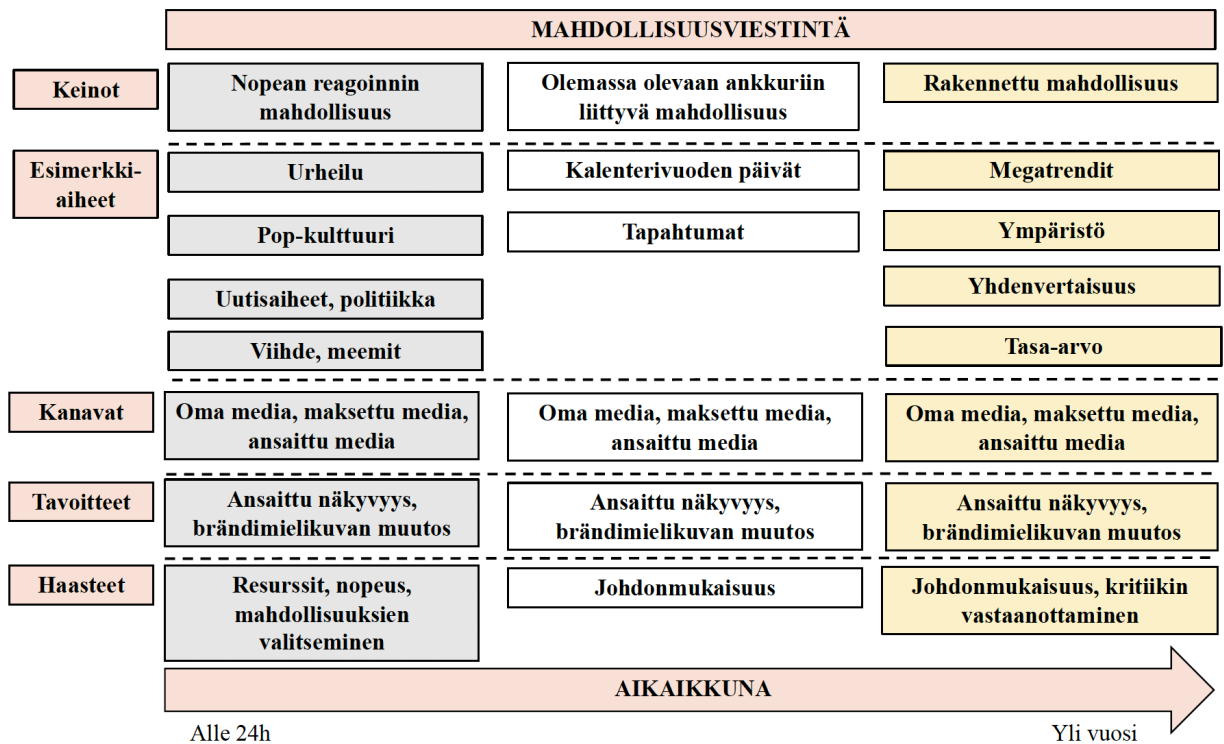 MAHDOLLISUUSVIESTINTÄ
Keinot
Nopean reagoinnin
mahdollisuus
Olemassa olevaan ankkuriin
liittyvä mahdollisuus
Rakennettu mahdollisuus
Esimerkki-
aiheet
Urheilu
Kalenterivuoden päivät
Megatrendit
Pop-kulttuuri
Tapahtumat
Ympäristö
Uutisaiheet, politiikka
Yhdenvertaisuus
Viihde, meemit
Tasa-arvo
Kanavat
Oma media, maksettu media,
ansaittu media
Oma media, maksettu media,
ansaittu media
Oma media, maksettu media,
ansaittu media
Tavoitteet
Ansaittu näkyvyys,
brändimielikuvan muutos
Ansaittu näkyvyys,
brändimielikuvan muutos
Ansaittu näkyvyys,
brändimielikuvan muutos
Haasteet
Resurssit, nopeus,
mahdollisuuksien
valitseminen
Johdonmukaisuus
Johdonmukaisuus, kritiikin
vastaanottaminen
AIKAIKKUNA
Alle 24h
Yli vuosi